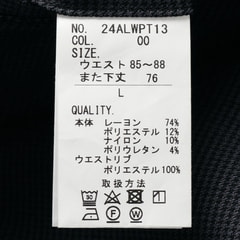 NO. 24ALWPT13
COL. 00
SIZE.
ウエスト 85～88
また下丈 76
L
QUALITY.
本体 レーヨン 74%
ポリエステル 12%
ナイロン 10%
ポリウレタン 4%
ウエストリブ
ポリエステル100%
取扱方法